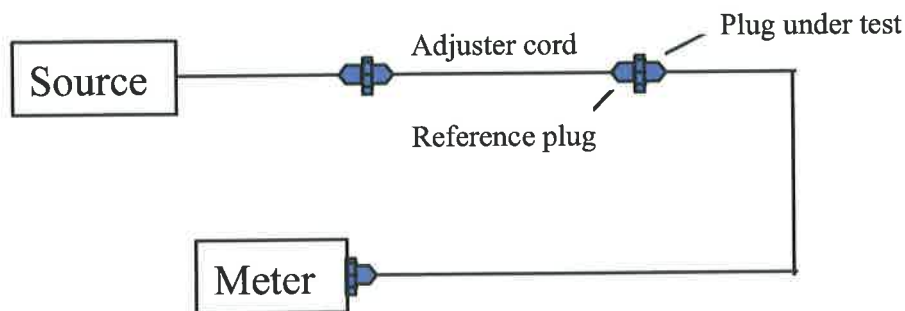 Plug under test
Adjuster cord
Source
Reference plug
Meter